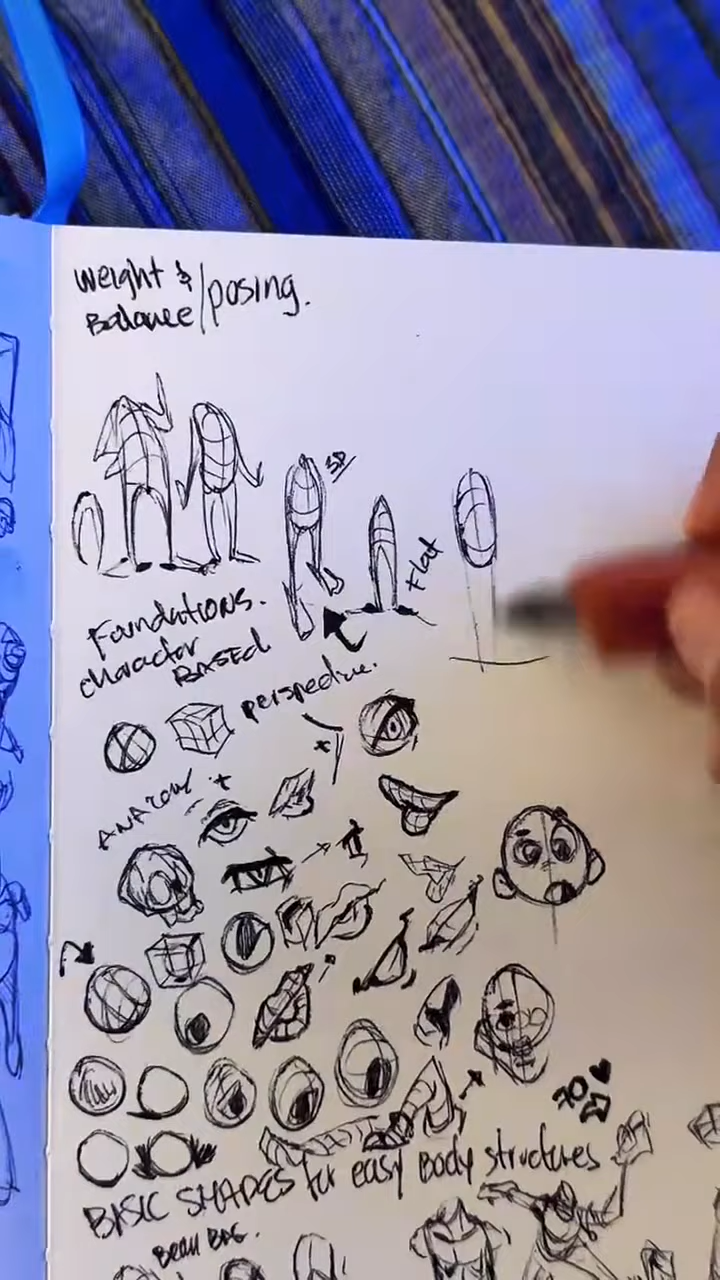 weight &
Balance/posing.
3D
Flat
Foundations.
character
BASED
perspective.
ANATOMY +
BASIC SHAPES for easy Body structures
Bean BAG.